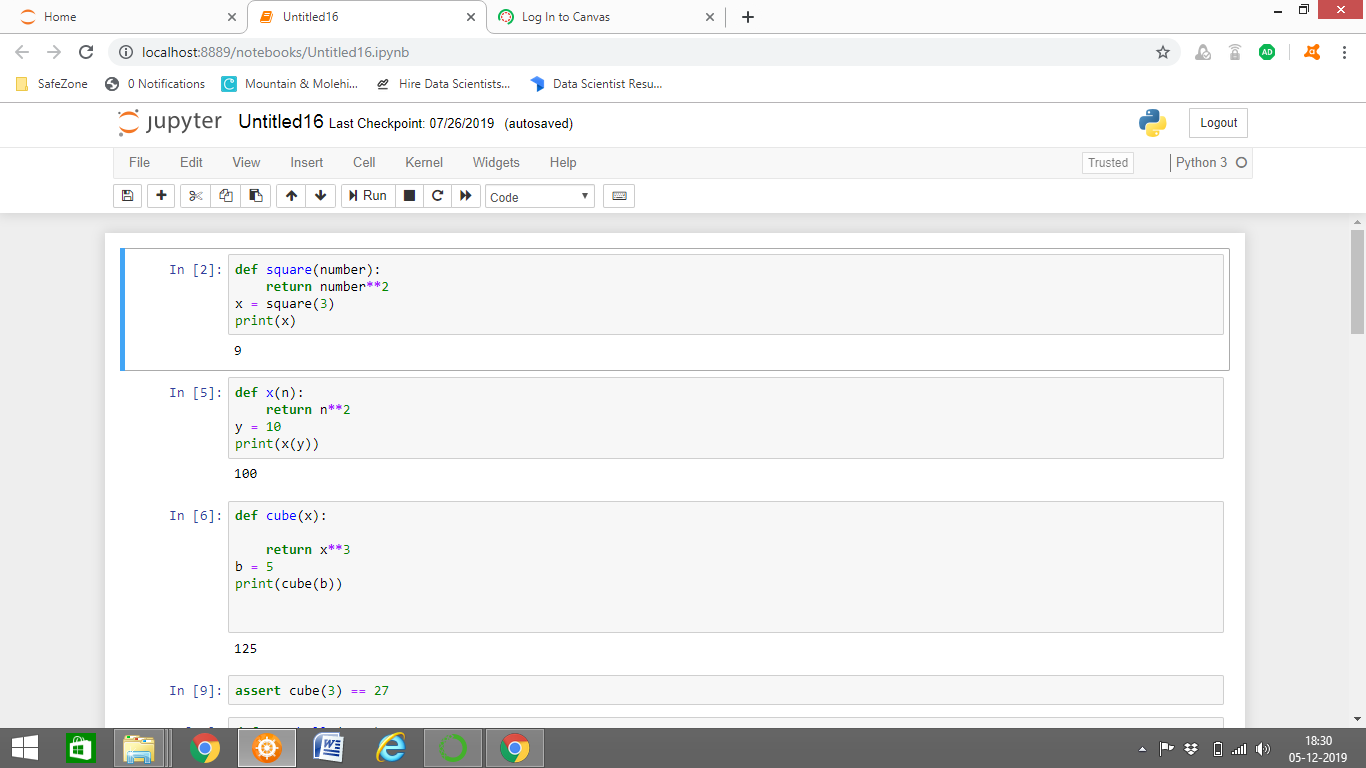 Home
Untitled16
Log In to Canvas
localhost:8889/notebooks/Untitled16.ipynb
AD
SafeZone
0 Notifications
Mountain & Molehi...
Hire Data Scientists...
Data Scientist Resu...
jupyter Untitled16 Last Checkpoint: 07/26/2019 (autosaved)
Logout
File Edit View Insert Cell Kernel Widgets Help
Trusted
Python 3
Run
Code
In [2]: def square(number):
    return number**2
x = square(3)
print(x)
9
In [5]: def x(n):
    return n**2
y = 10
print(x(y))
100
In [6]: def cube(x):
    return x**3
b = 5
print(cube(b))
125
In [9]: assert cube(3) == 27
18:30
05-12-2019